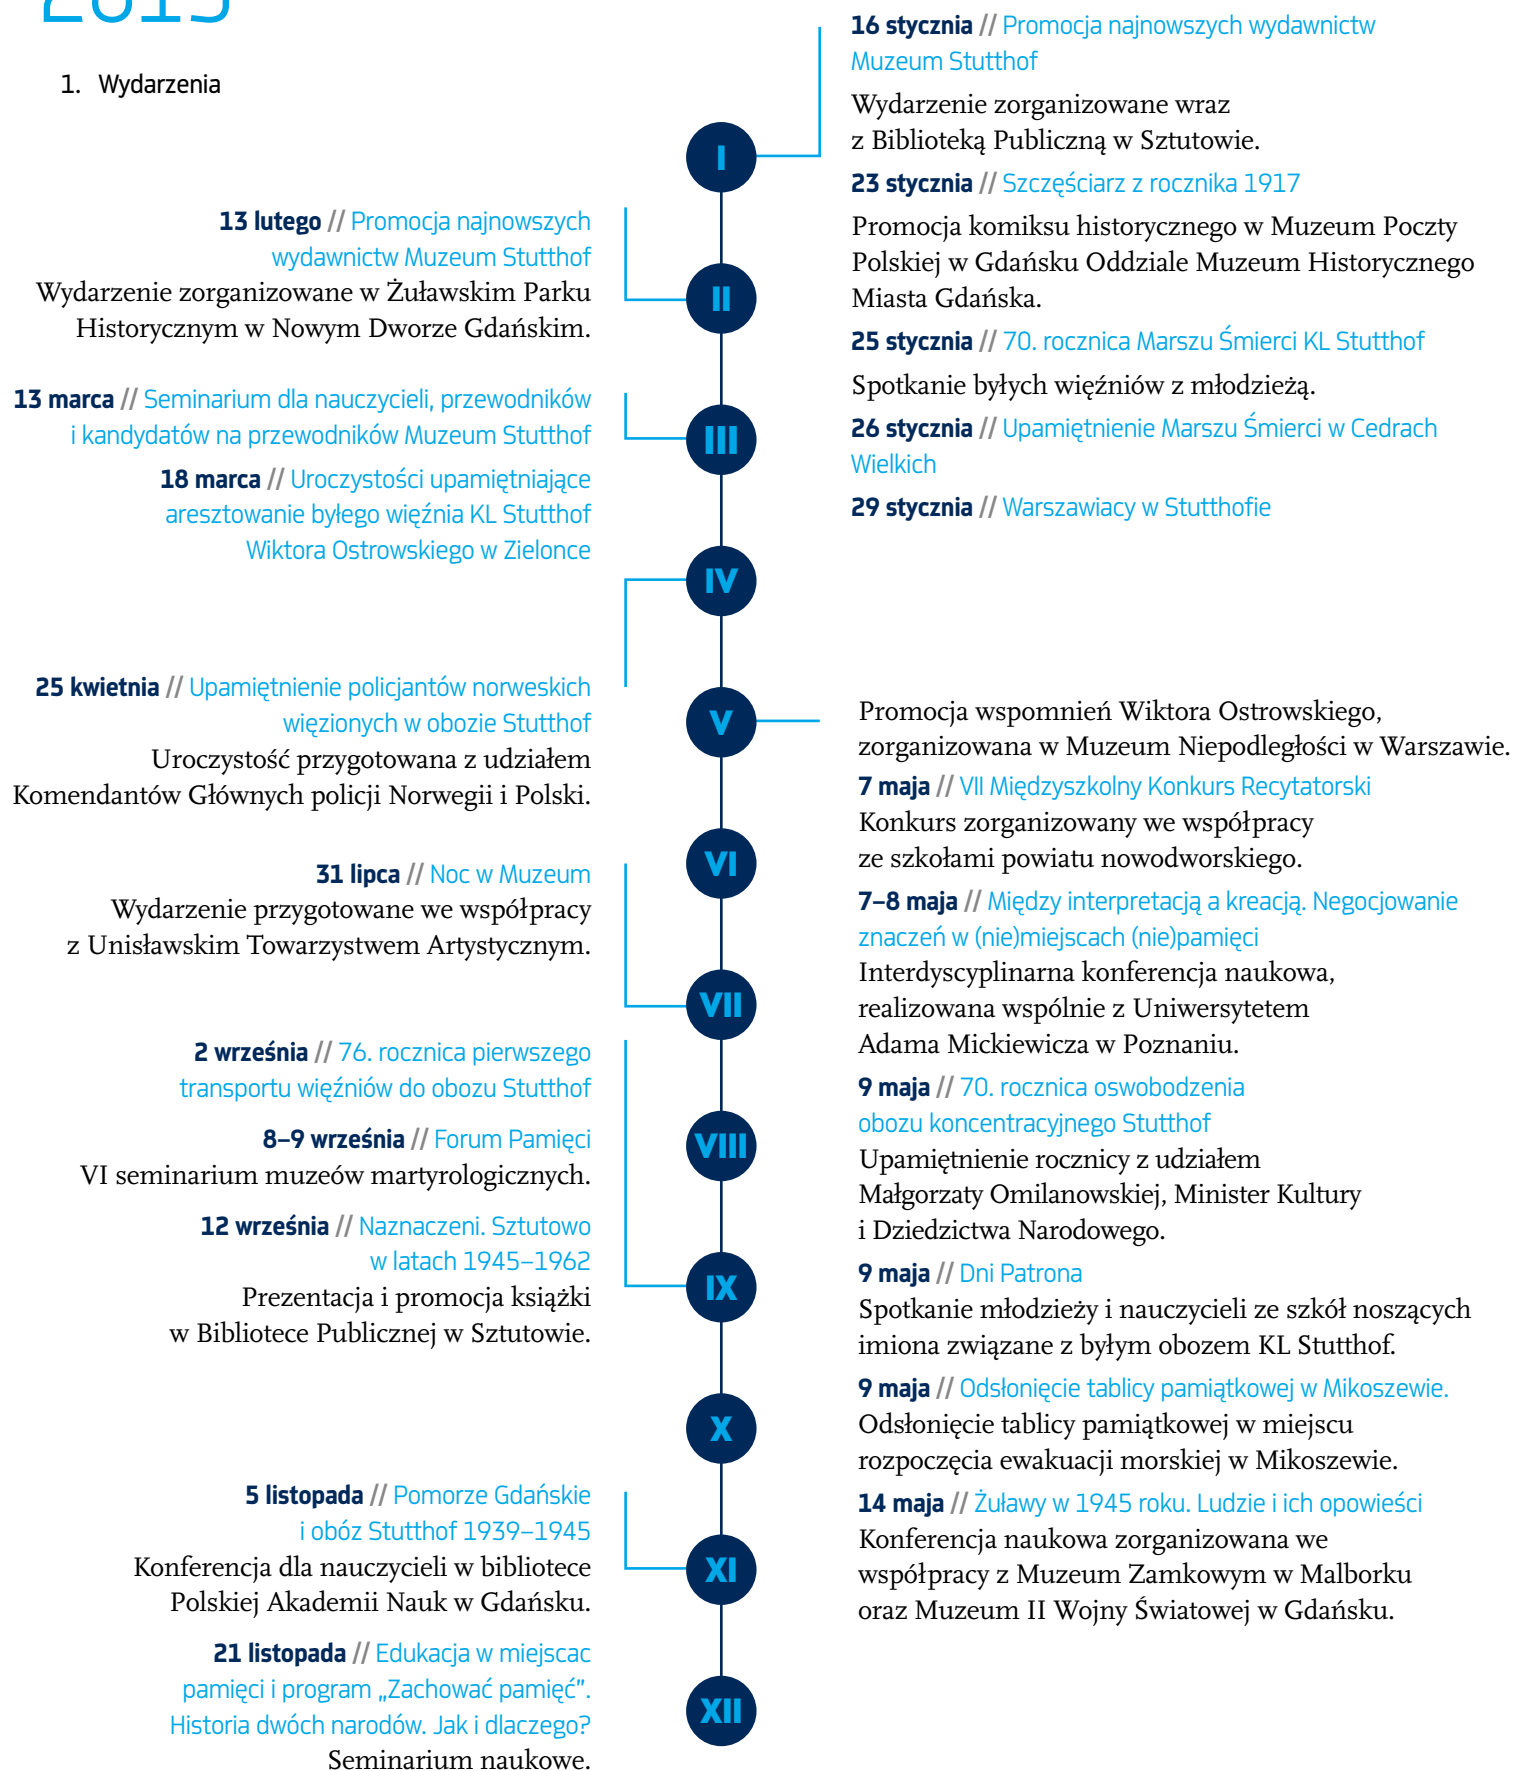 2015
1. Wydarzenia
I
16 stycznia // Promocja najnowszych wydawnictw
Muzeum Stutthof
Wydarzenie zorganizowane wraz
z Biblioteką Publiczną w Sztutowie.
23 stycznia // Szczęściarz z rocznika 1917
Promocja komiksu historycznego w Muzeum Poczty
Polskiej w Gdańsku Oddziale Muzeum Historycznego
Miasta Gdańska.
25 stycznia // 70. rocznica Marszu Śmierci KL Stutthof
Spotkanie byłych więźniów z młodzieżą.
26 stycznia // Upamiętnienie Marszu Śmierci w Cedrach
Wielkich
29 stycznia // Warszawiacy w Stutthofie
13 lutego // Promocja najnowszych
wydawnictw Muzeum Stutthof
Wydarzenie zorganizowane w Żuławskim Parku
Historycznym w Nowym Dworze Gdańskim.
II
13 marca // Seminarium dla nauczycieli, przewodników
i kandydatów na przewodników Muzeum Stutthof
18 marca // Uroczystości upamiętniające
aresztowanie byłego więźnia KL Stutthof
Wiktora Ostrowskiego w Zielonce
III
IV
25 kwietnia // Upamiętnienie policjantów norweskich
więzionych w obozie Stutthof
Uroczystość przygotowana z udziałem
Komendantów Głównych policji Norwegii i Polski.
V
Promocja wspomnień Wiktora Ostrowskiego,
zorganizowana w Muzeum Niepodległości w Warszawie.
7 maja // VII Międzyszkolny Konkurs Recytatorski
Konkurs zorganizowany we współpracy
ze szkołami powiatu nowodworskiego.
7–8 maja // Między interpretacją a kreacją. Negocjowanie
znaczeń w (nie)miejscach (nie)pamięci
Interdyscyplinarna konferencja naukowa,
realizowana wspólnie z Uniwersytetem
Adama Mickiewicza w Poznaniu.
9 maja // 70. rocznica oswobodzenia
obozu koncentracyjnego Stutthof
Upamiętnienie rocznicy z udziałem
Małgorzaty Omilanowskiej, Minister Kultury
i Dziedzictwa Narodowego.
9 maja // Dni Patrona
Spotkanie młodzieży i nauczycieli ze szkół noszących
imiona związane z byłym obozem KL Stutthof.
9 maja // Odsłonięcie tablicy pamiątkowej w Mikoszewie.
Odsłonięcie tablicy pamiątkowej w miejscu
rozpoczęcia ewakuacji morskiej w Mikoszewie.
14 maja // Żuławy w 1945 roku. Ludzie i ich opowieści
Konferencja naukowa zorganizowana we
współpracy z Muzeum Zamkowym w Malborku
oraz Muzeum II Wojny Światowej w Gdańsku.
VI
31 lipca // Noc w Muzeum
Wydarzenie przygotowane we współpracy
z Unisławskim Towarzystwem Artystycznym.
VII
VIII
2 września // 76. rocznica pierwszego
transportu więźniów do obozu Stutthof
8–9 września // Forum Pamięci
VI seminarium muzeów martyrologicznych.
12 września // Naznaczeni. Sztutowo
w latach 1945–1962
Prezentacja i promocja książki
w Bibliotece Publicznej w Sztutowie.
IX
X
5 listopada // Pomorze Gdańskie
i obóz Stutthof 1939–1945
Konferencja dla nauczycieli w bibliotece
Polskiej Akademii Nauk w Gdańsku.
21 listopada // Edukacja w miejscac
pamięci i program „Zachować pamięć”.
Historia dwóch narodów. Jak i dlaczego?
Seminarium naukowe.
XI
XII